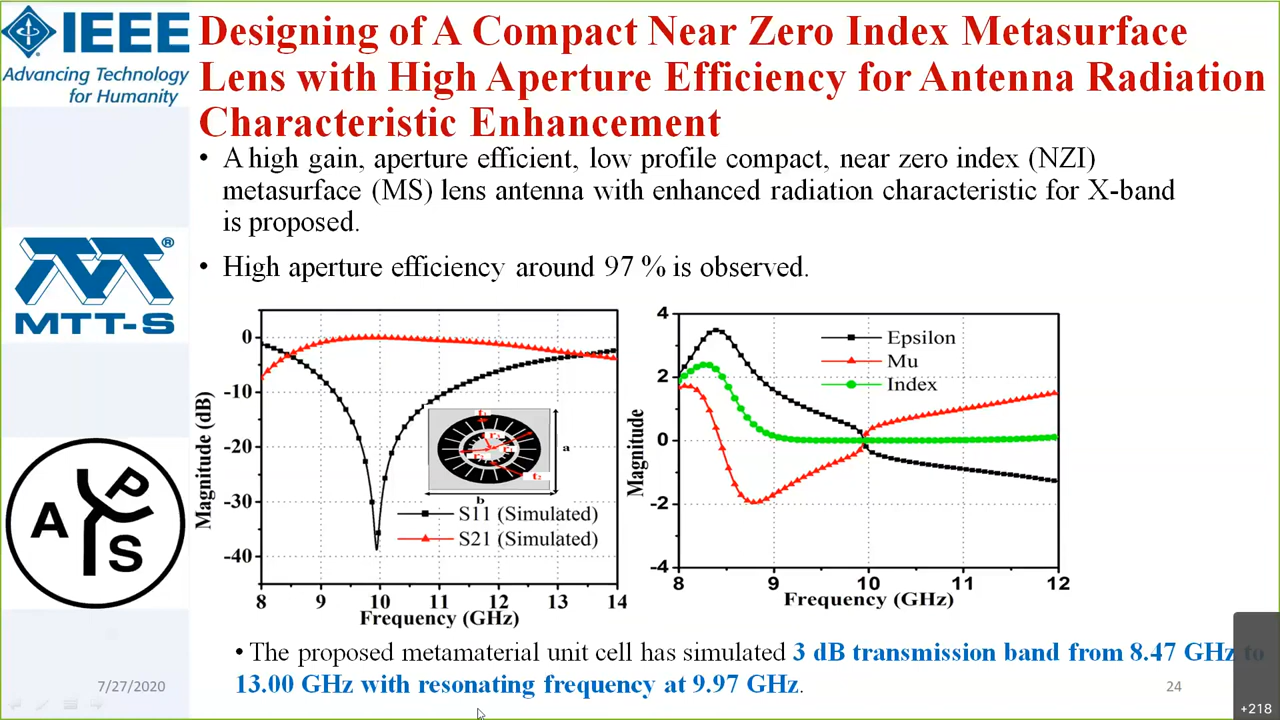 IEEE
Advancing Technology
for Humanity
Designing of A Compact Near Zero Index Metasurface
Lens with High Aperture Efficiency for Antenna Radiation
Characteristic Enhancement
• A high gain, aperture efficient, low profile compact, near zero index (NZI)
metasurface (MS) lens antenna with enhanced radiation characteristic for X-band
is proposed.
• High aperture efficiency around 97 % is observed.
MTT-S
®
APS
Magnitude (dB)
0
-10
-20
-30
-40
a
b
t₂
S11 (Simulated)
S21 (Simulated)
8 9 10 11 12 13 14
Frequency (GHz)
Magnitude
4
2
0
-2
-4
Epsilon
Mu
Index
8 9 10 11 12
Frequency (GHz)
• The proposed metamaterial unit cell has simulated 3 dB transmission band from 8.47 GHz to
13.00 GHz with resonating frequency at 9.97 GHz.
7/27/2020
24
+218